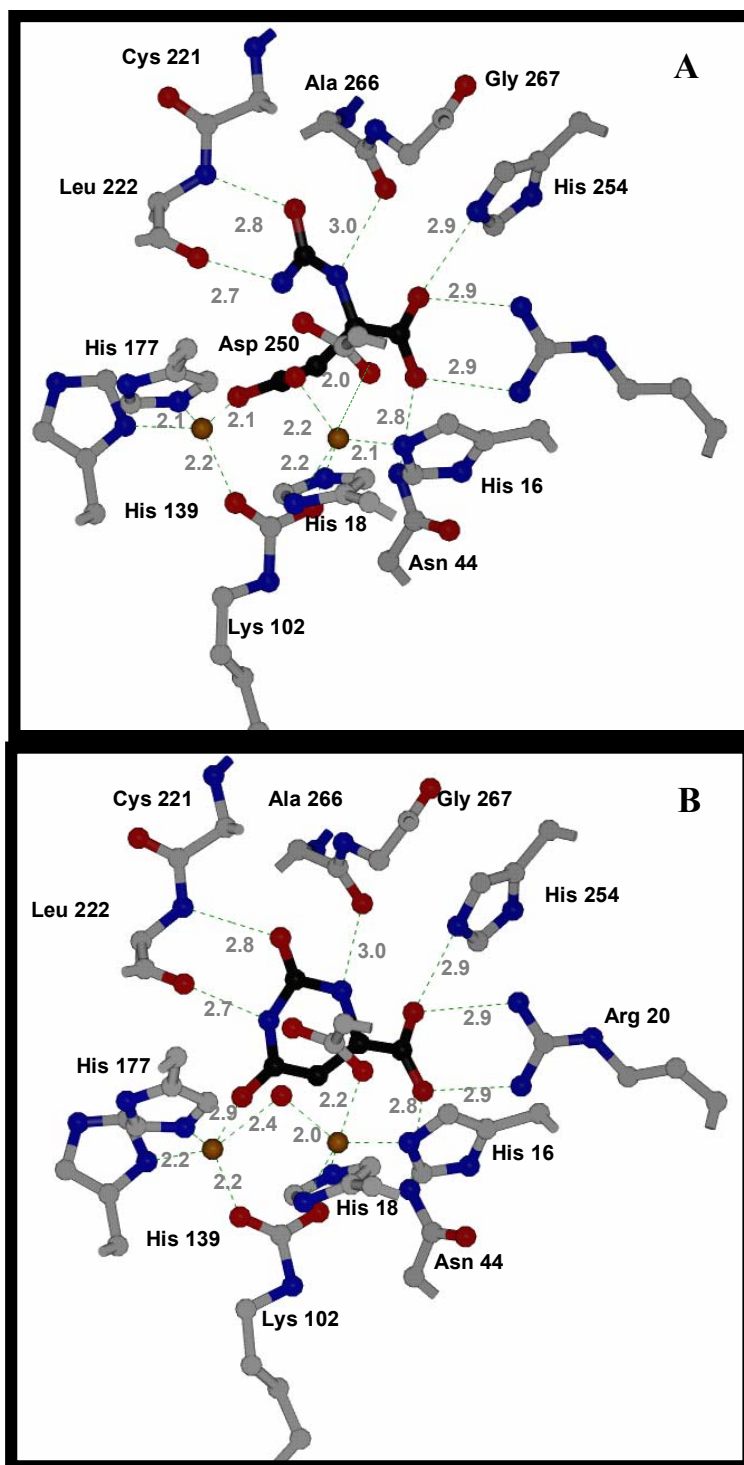 A
Cys 221
Ala 266
Gly 267
Leu 222
His 254
2.8
3.0
2.9
2.7
2.9
His 177
Asp 250
2.0
2.9
2.1
2.1
2.8
2.2
2.2
2.2
2.1
His 16
His 139
His 18
Asn 44
Lys 102
B
Cys 221
Ala 266
Gly 267
His 254
Leu 222
2.8
3.0
2.9
2.7
2.9
Arg 20
His 177
2.9
2.2
2.8
2.9
2.4
2.0
2.2
2.2
His 16
His 18
His 139
Asn 44
Lys 102